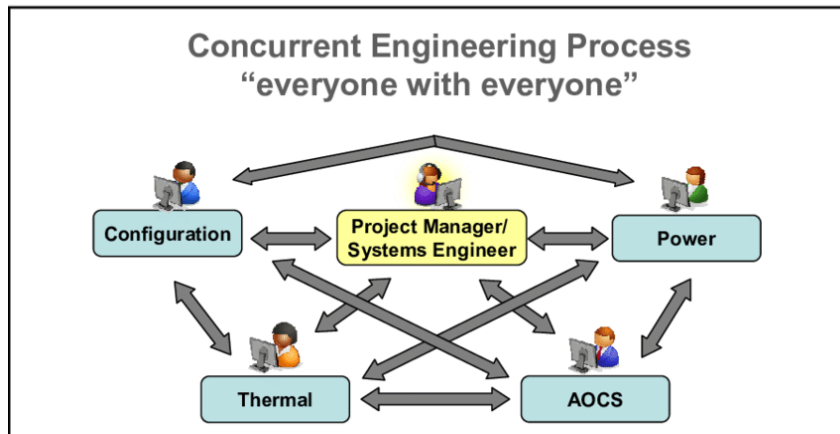 Concurrent Engineering Process
“everyone with everyone”
Configuration
Project Manager/
Systems Engineer
Power
Thermal
AOCS